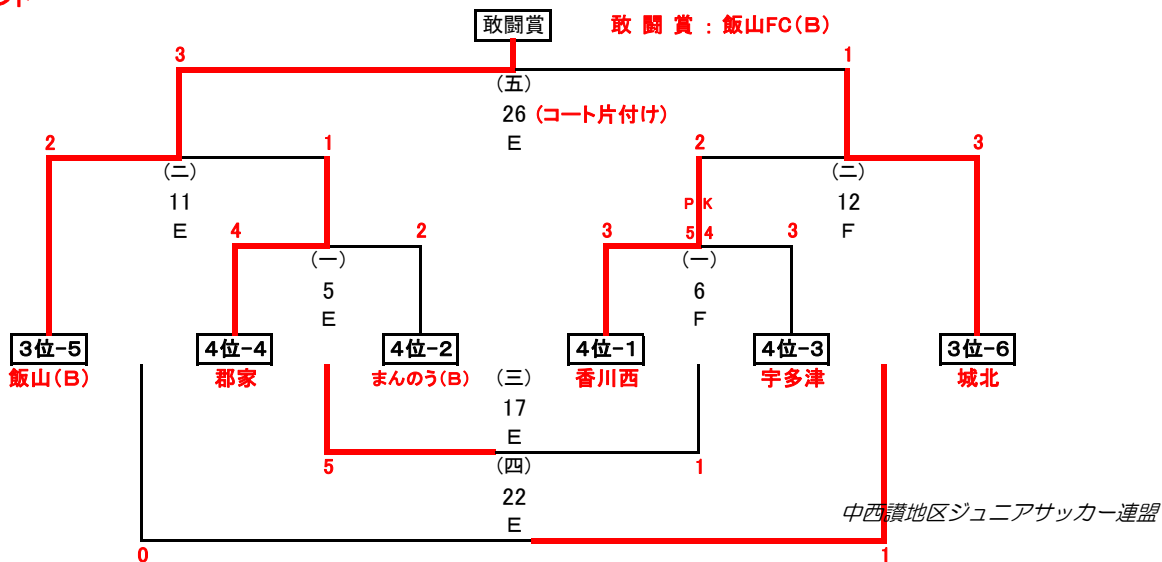 敢闘賞
敢 闘 賞 : 飯山FC(B)
3
1
(五)
26 (コート片付け)
E
2
1
2
3
(二)
11
E
(二)
12
F
P K
5 4
4
2
3
3
(一)
5
E
(一)
6
F
3位-5
4位-4
4位-2
4位-1
4位-3
3位-6
飯山(B)
郡家
まんのう(B)
香川西
宇多津
城北
(三)
17
E
5
1
(四)
22
E
0
1
中西讃地区ジュニアサッカー連盟